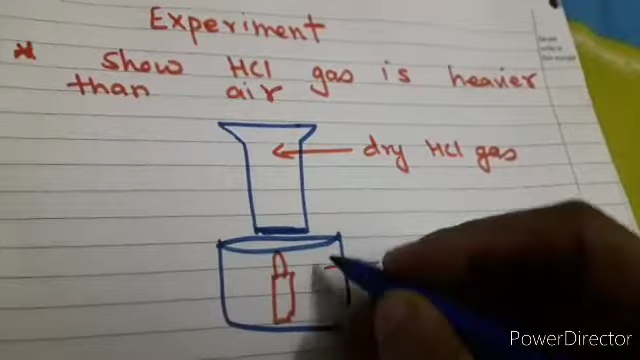 Experiment
* Show HCl gas is heavier
than air
dry HCl gas
PowerDirector